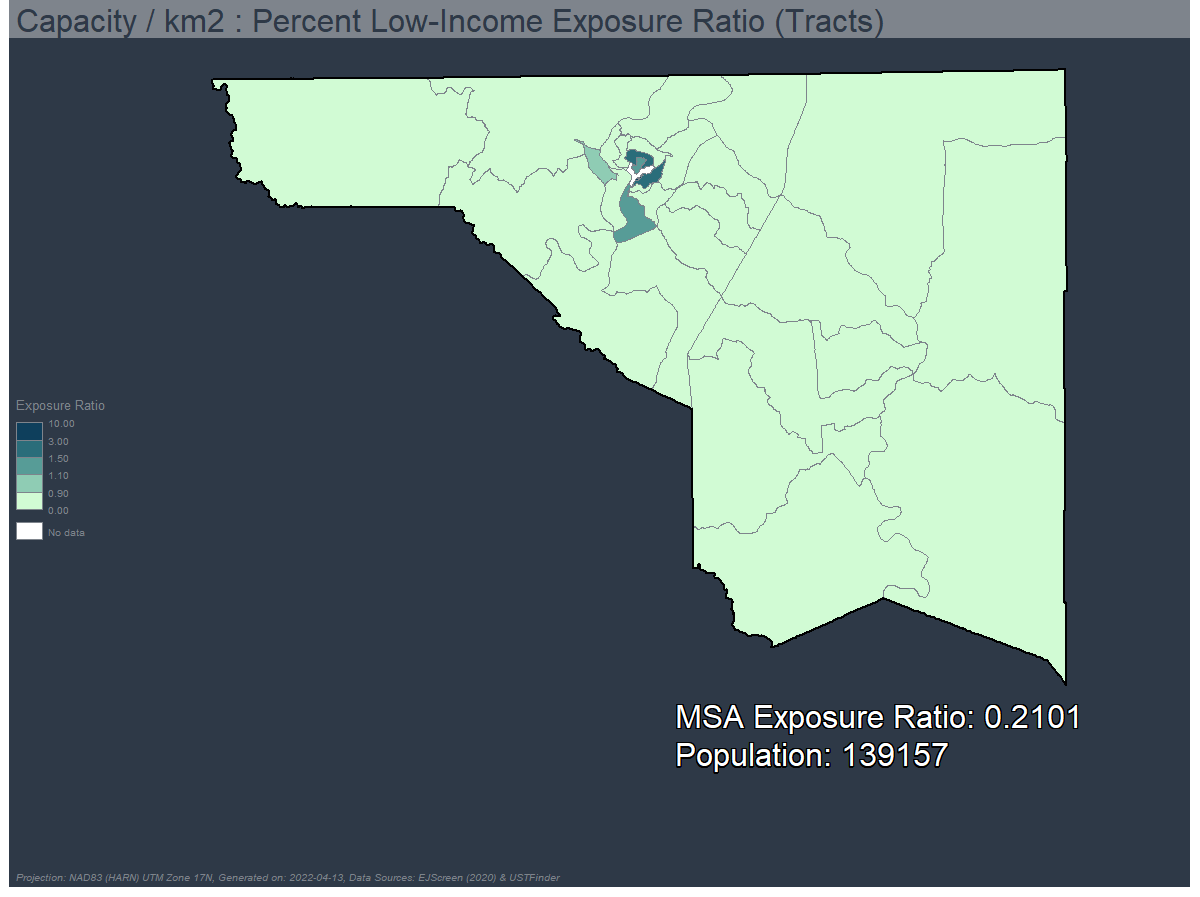 Capacity / km2 : Percent Low-Income Exposure Ratio (Tracts)
Exposure Ratio
10.00
3.00
1.50
1.10
0.90
0.00
No data
MSA Exposure Ratio: 0.2101
Population: 139157
Projection: NAD83 (HARN) UTM Zone 17N, Generated on: 2022-04-13, Data Sources: EJScreen (2020) & USTFinder